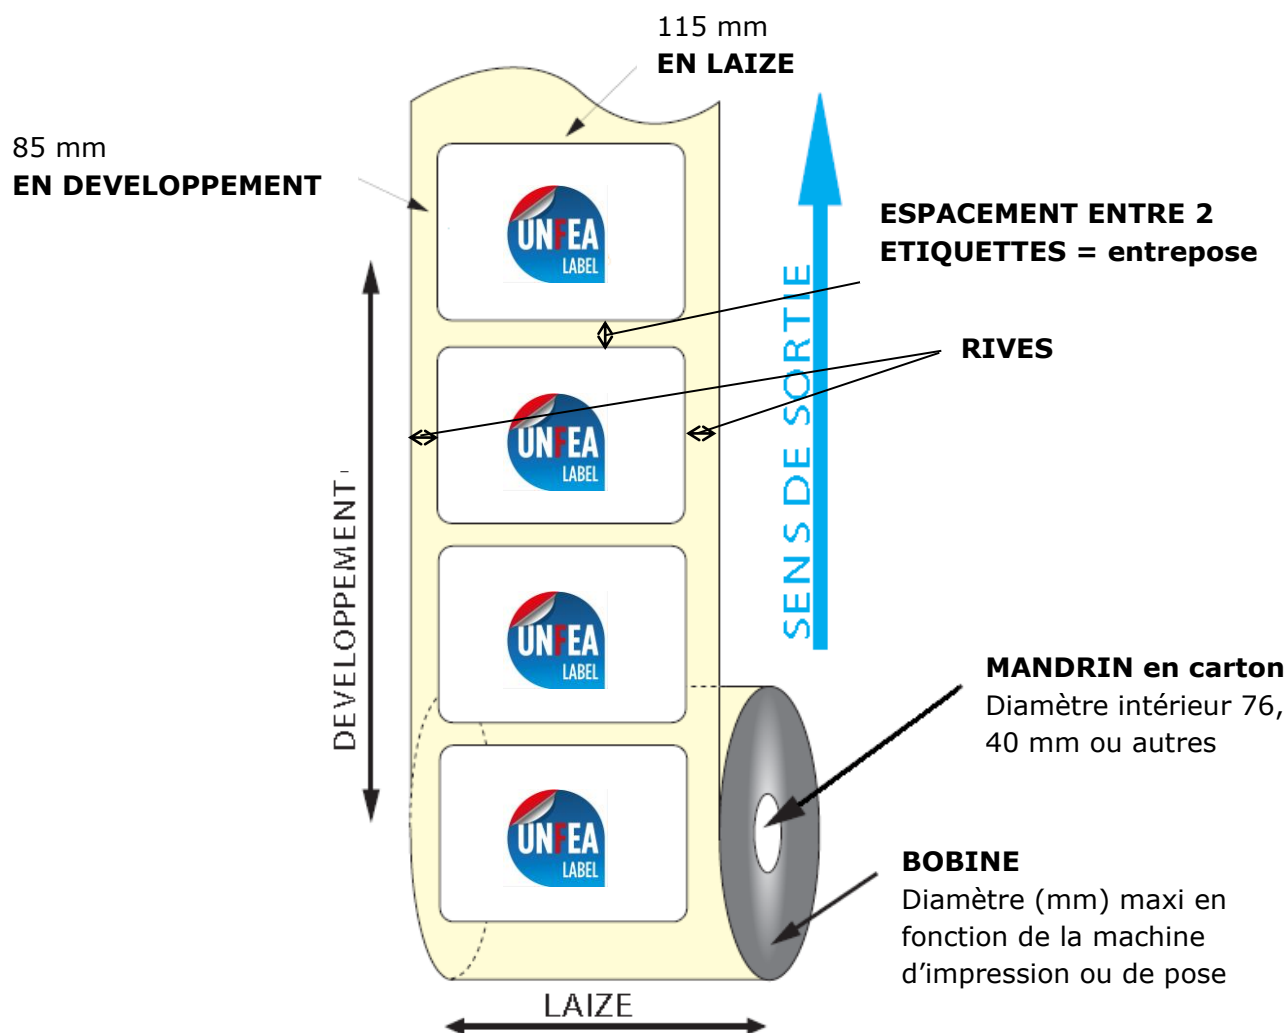 115 mm
EN LAIZE
85 mm
EN DEVELOPPEMENT
UNFEA
LABEL
ESPACEMENT ENTRE 2
ETIQUETTES = entrepose
RIVES
UNFEA
LABEL
SENS DE SORTIE
DEVELOPPEMENT
UNFEA
LABEL
MANDRIN en carton
Diamètre intérieur 76,
40 mm ou autres
UNFEA
LABEL
BOBINE
Diamètre (mm) maxi en
fonction de la machine
d’impression ou de pose
LAIZE